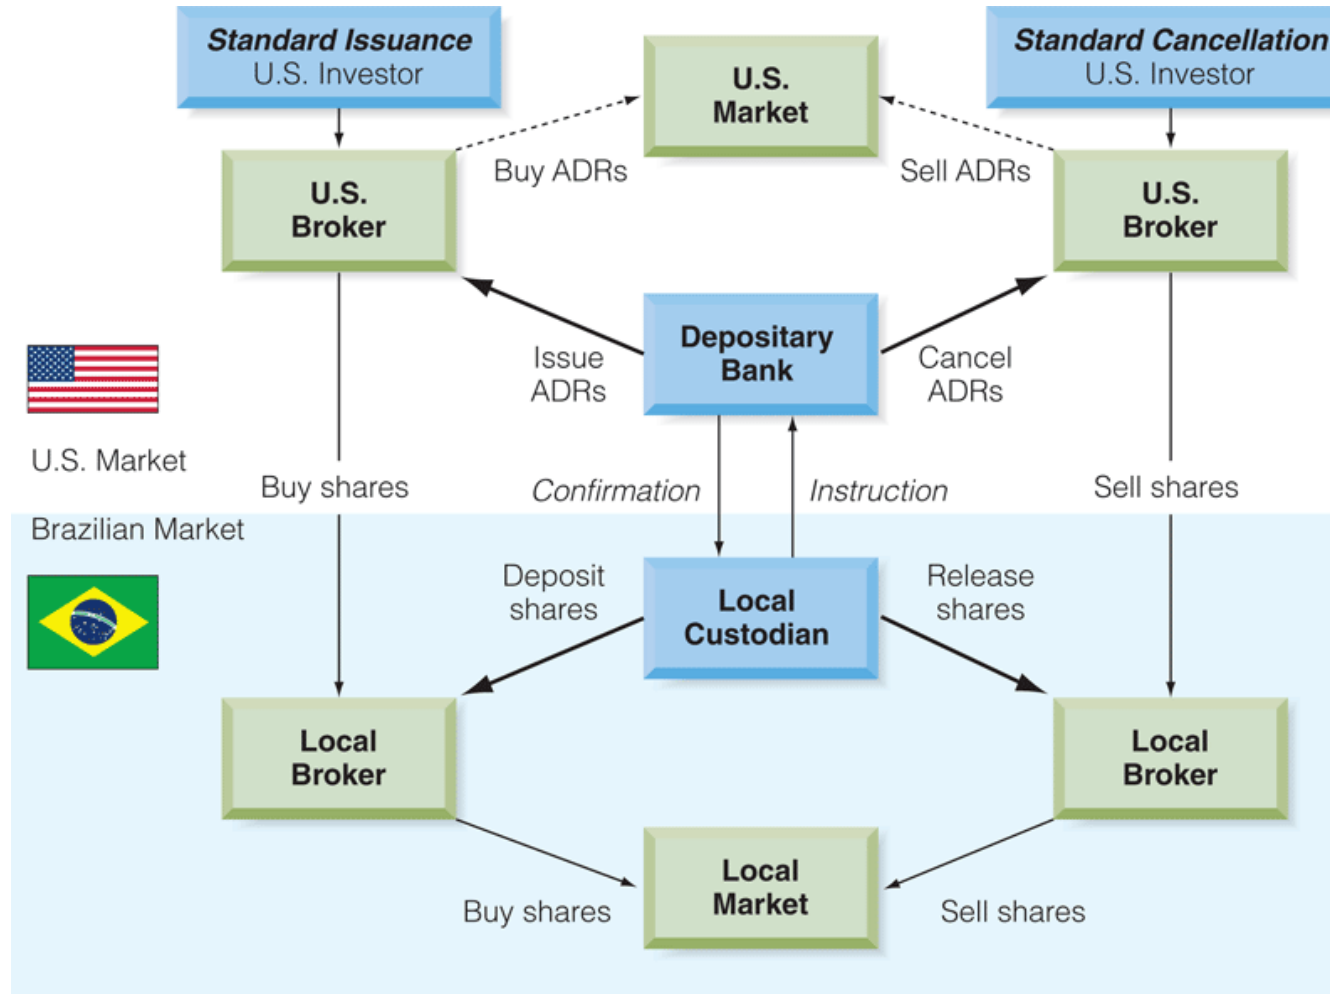 Standard Issuance
U.S. Investor
Standard Cancellation
U.S. Investor
U.S.
Market
Buy ADRs
Sell ADRs
U.S.
Broker
U.S.
Broker
Depositary
Bank
Issue
ADRs
Cancel
ADRs
U.S. Market
Buy shares
Confirmation
Instruction
Sell shares
Brazilian Market
Deposit
shares
Local
Custodian
Release
shares
Local
Broker
Local
Broker
Local
Market
Buy shares
Sell shares